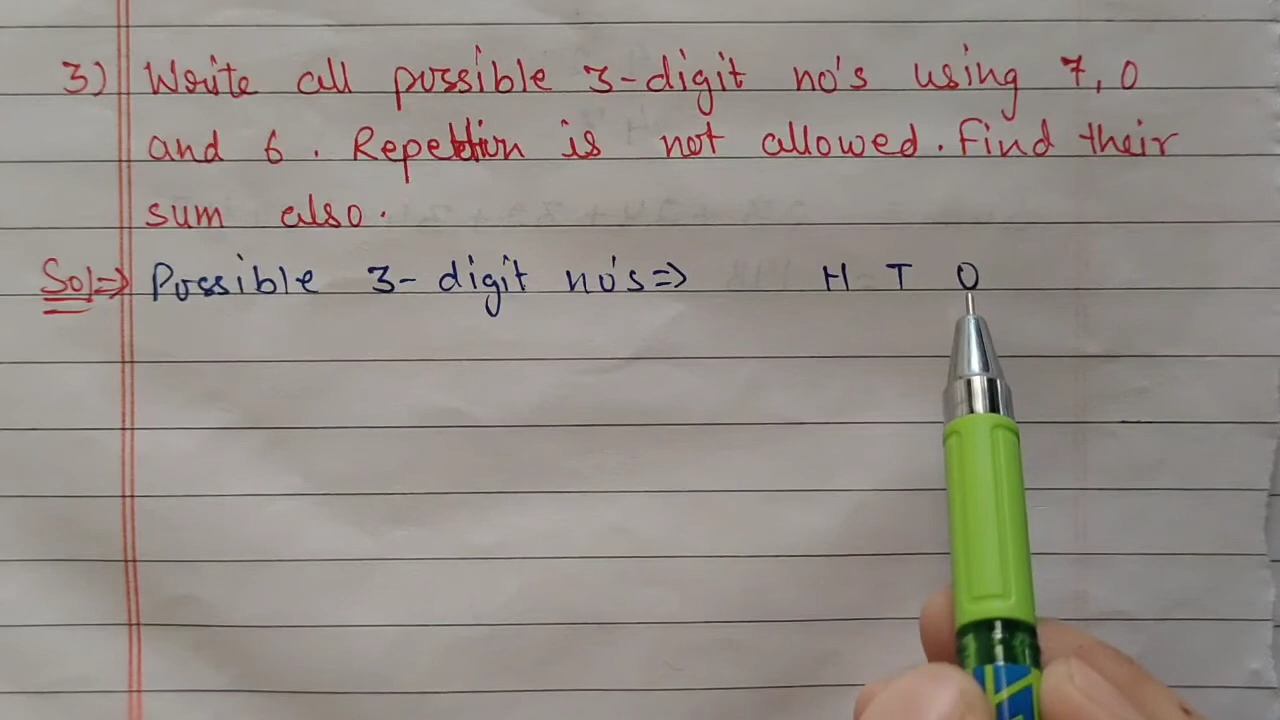 3) Write all possible 3-digit no's using 7, 0
and 6. Repetition is not allowed. Find their
sum also.
Sol⇒ Possible 3-digit no's⇒ H T O